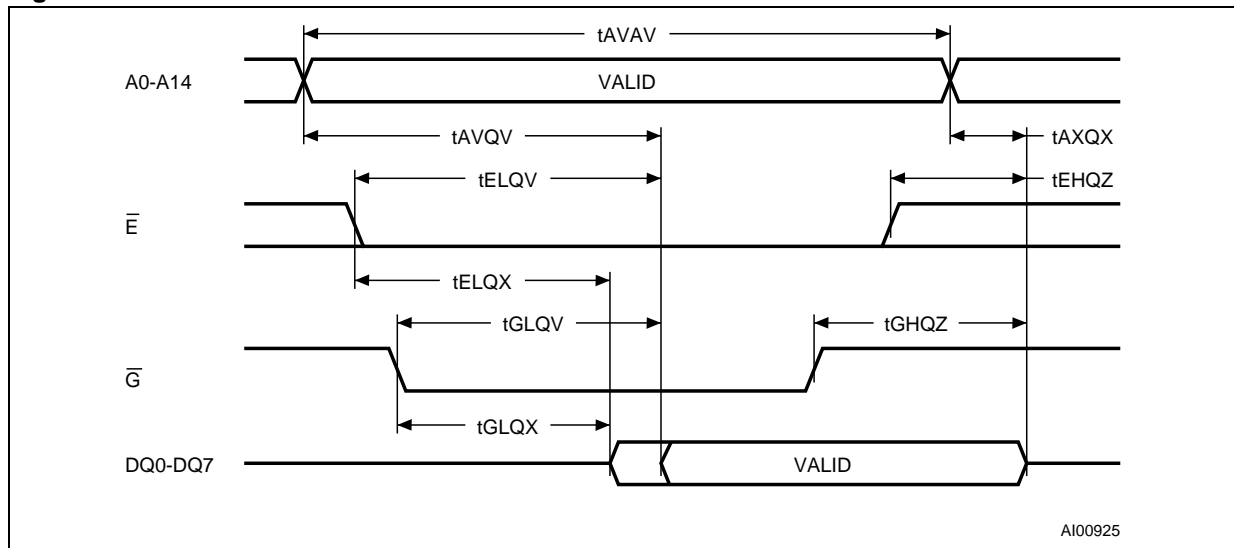 tAVAV
A0-A14
VALID
tAVQV
tAXQX
tELQV
tEHQZ
E̅
tELQX
tGLQV
tGHQZ
G̅
tGLQX
DQ0-DQ7
VALID
AI00925